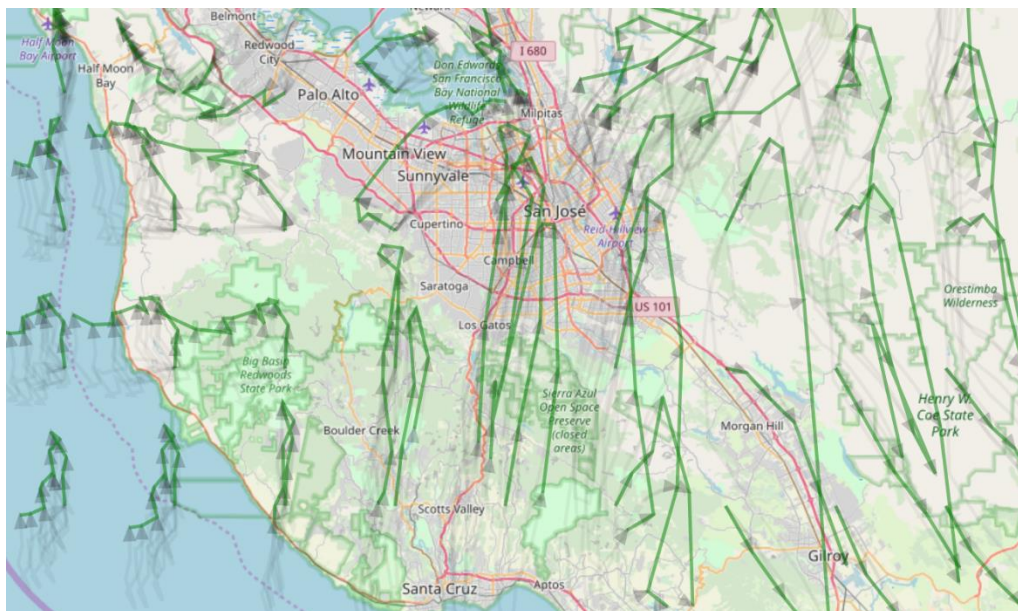 Newark
Belmont
Half Moon
Bay Airport
Redwood
City
I 680
Half Moon
Bay
Don Edwards
San Francisco
Bay National
Wildlife
Refuge
Palo Alto
Milpitas
Mountain View
Sunnyvale
San José
Cupertino
Reid-Hillview
Airport
Campbell
Saratoga
Orestimba
Wilderness
US 101
Los Gatos
Big Basin
Redwoods
State Park
Sierra Azul
Open Space
Preserve
(closed
areas)
Henry W.
Coe State
Park
Boulder Creek
Morgan Hill
Scotts Valley
Gilroy
Santa Cruz
Aptos